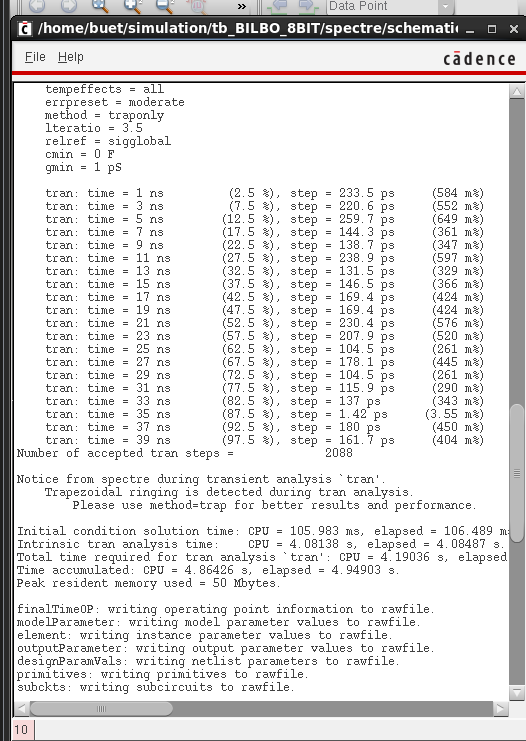 Data Point
/home/buet/simulation/tb_BILBO_8BIT/spectre/schematic
File Help
cādence
tempeffects = all
errpreset = moderate
method = traponly
lteratio = 3.5
relref = sigglobal
cmin = 0 F
gmin = 1 pS
tran: time = 1 ns (2.5 %), step = 233.5 ps (584 m%)
tran: time = 3 ns (7.5 %), step = 220.6 ps (552 m%)
tran: time = 5 ns (12.5 %), step = 259.7 ps (649 m%)
tran: time = 7 ns (17.5 %), step = 144.3 ps (361 m%)
tran: time = 9 ns (22.5 %), step = 138.7 ps (347 m%)
tran: time = 11 ns (27.5 %), step = 238.9 ps (597 m%)
tran: time = 13 ns (32.5 %), step = 131.5 ps (329 m%)
tran: time = 15 ns (37.5 %), step = 146.5 ps (366 m%)
tran: time = 17 ns (42.5 %), step = 169.4 ps (424 m%)
tran: time = 19 ns (47.5 %), step = 169.4 ps (424 m%)
tran: time = 21 ns (52.5 %), step = 230.4 ps (576 m%)
tran: time = 23 ns (57.5 %), step = 207.9 ps (520 m%)
tran: time = 25 ns (62.5 %), step = 104.5 ps (261 m%)
tran: time = 27 ns (67.5 %), step = 178.1 ps (445 m%)
tran: time = 29 ns (72.5 %), step = 104.5 ps (261 m%)
tran: time = 31 ns (77.5 %), step = 115.9 ps (290 m%)
tran: time = 33 ns (82.5 %), step = 137 ps (343 m%)
tran: time = 35 ns (87.5 %), step = 1.42 ps (3.55 m%)
tran: time = 37 ns (92.5 %), step = 180 ps (450 m%)
tran: time = 39 ns (97.5 %), step = 161.7 ps (404 m%)
Number of accepted tran steps = 2088
Notice from spectre during transient analysis `tran'.
Trapezoidal ringing is detected during tran analysis.
Please use method=trap for better results and performance.
Initial condition solution time: CPU = 105.983 ms, elapsed = 106.489 m
Intrinsic tran analysis time: CPU = 4.08138 s, elapsed = 4.08487 s.
Total time required for tran analysis `tran': CPU = 4.19036 s, elapsed
Time accumulated: CPU = 4.86426 s, elapsed = 4.94903 s.
Peak resident memory used = 50 Mbytes.
finalTimeOP: writing operating point information to rawfile.
modelParameter: writing model parameter values to rawfile.
element: writing instance parameter values to rawfile.
outputParameter: writing output parameter values to rawfile.
designParamVals: writing netlist parameters to rawfile.
primitives: writing primitives to rawfile.
subckts: writing subcircuits to rawfile.
10